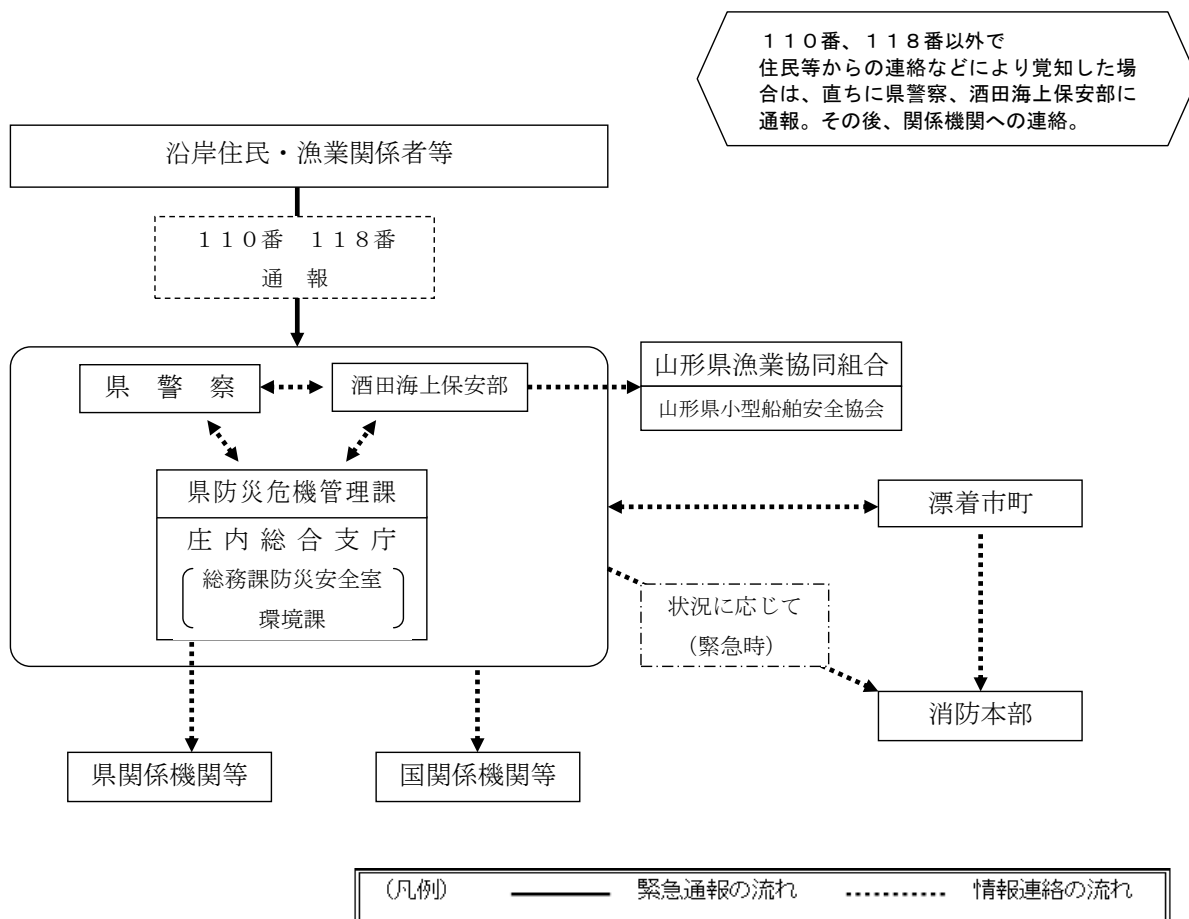 １１０番、１１８番以外で
住民等からの連絡などにより覚知した場
合は、直ちに県警察、酒田海上保安部に
通報。その後、関係機関への連絡。
沿岸住民・漁業関係者等
１１０番　１１８番
通　報
県　警　察
酒田海上保安部
山形県漁業協同組合
山形県小型船舶安全協会
県防災危機管理課
庄内総合支庁
総務課防災安全室
環境課
漂着市町
状況に応じて
（緊急時）
消防本部
県関係機関等
国関係機関等
(凡例)　緊急通報の流れ　情報連絡の流れ